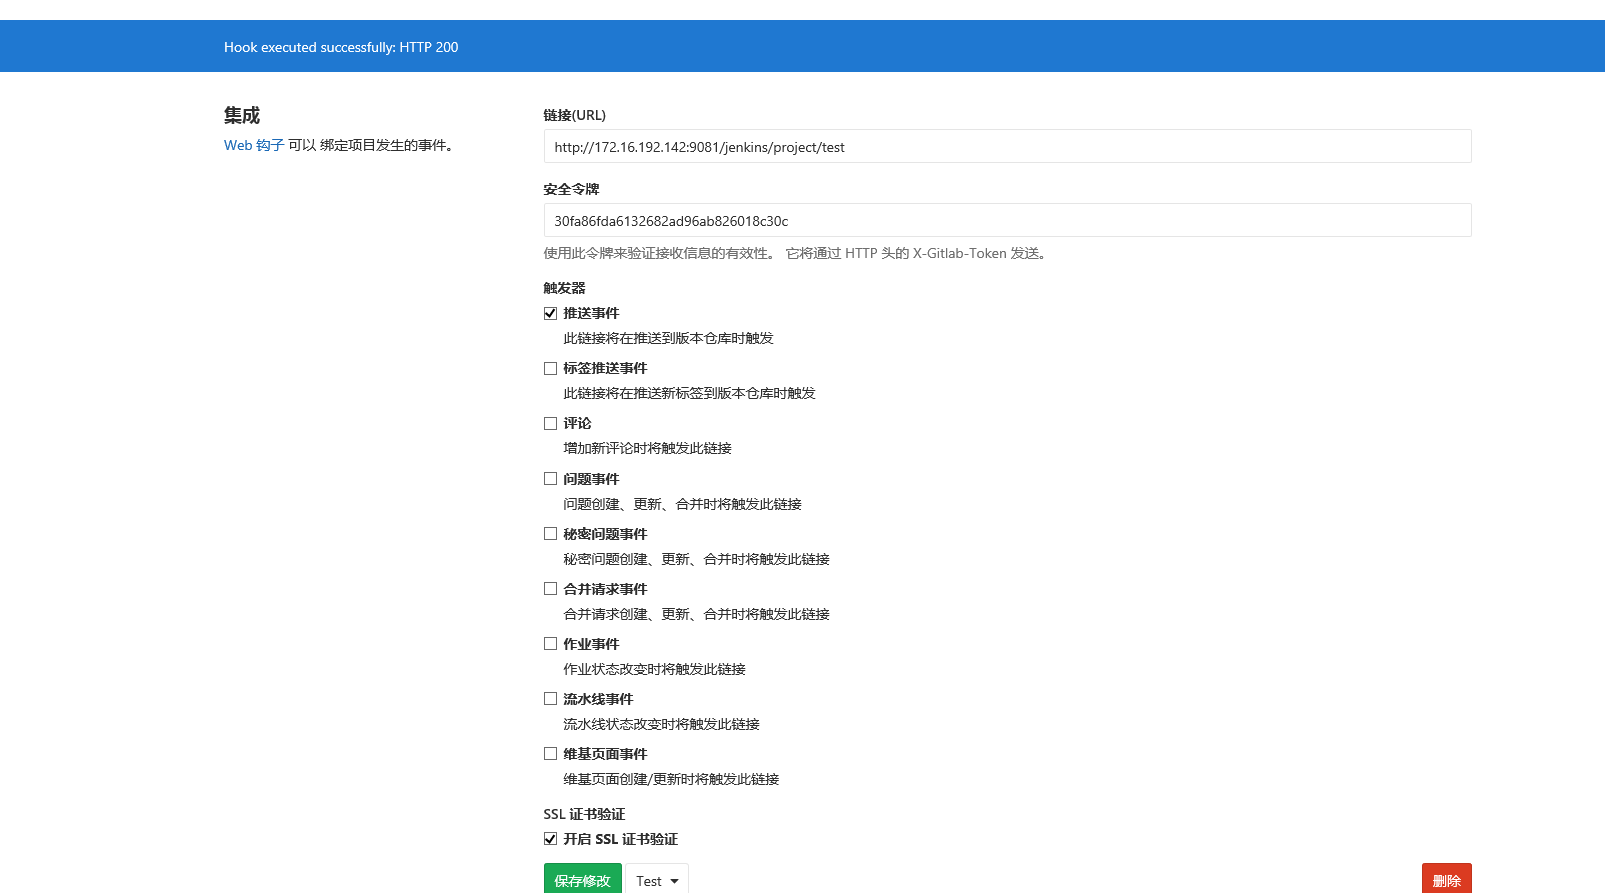 Hook executed successfully: HTTP 200
集成
Web 钩子 可以 绑定项目发生的事件。
链接(URL)
http://172.16.192.142:9081/jenkins/project/test
安全令牌
30fa86fda6132682ad96ab826018c30c
使用此令牌来验证接收信息的有效性。 它将通过 HTTP 头的 X-Gitlab-Token 发送。
触发器
推送事件
此链接将在推送到版本仓库时触发
标签推送事件
此链接将在推送新标签到版本仓库时触发
评论
增加新评论时将触发此链接
问题事件
问题创建、更新、合并时将触发此链接
秘密问题事件
秘密问题创建、更新、合并时将触发此链接
合并请求事件
合并请求创建、更新、合并时将触发此链接
作业事件
作业状态改变时将触发此链接
流水线事件
流水线状态改变时将触发此链接
维基页面事件
维基页面创建/更新时将触发此链接
SSL 证书验证
开启 SSL 证书验证
保存修改 Test 删除